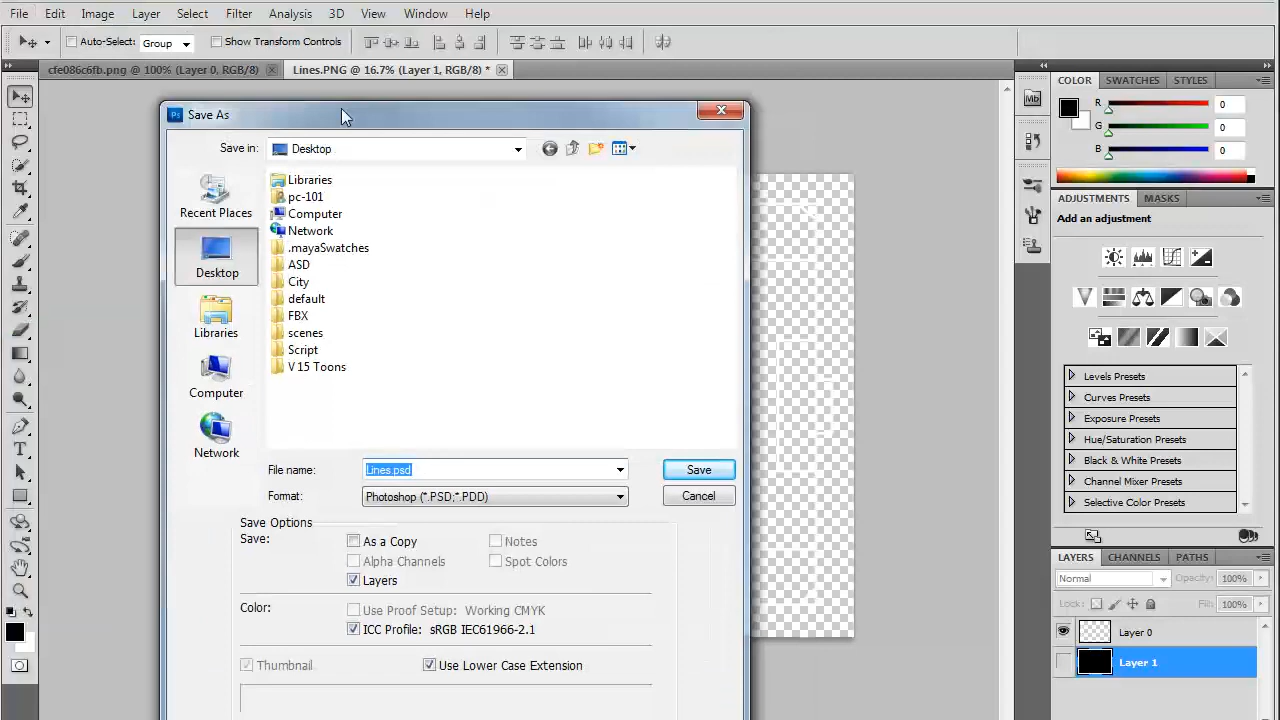 File Edit Image Layer Select Filter Analysis 3D View Window Help
Auto-Select: Group Show Transform Controls
cfe086c6fb.png @ 100% (Layer 0, RGB/8) Lines.PNG @ 16.7% (Layer 1, RGB/8) *
Ps Save As
Save in: Desktop
Recent Places
Desktop
Libraries
Computer
Network
Libraries
pc-101
Computer
Network
.mayaSwatches
ASD
City
default
FBX
scenes
Script
V 15 Toons
File name: Lines.psd Save
Format: Photoshop (*.PSD;*.PDD) Cancel
Save Options
Save: As a Copy Notes
Alpha Channels Spot Colors
Layers
Color: Use Proof Setup: Working CMYK
ICC Profile: sRGB IEC61966-2.1
Thumbnail Use Lower Case Extension
Mb
COLOR SWATCHES STYLES
R 0
G 0
B 0
ADJUSTMENTS MASKS
Add an adjustment
Levels Presets
Curves Presets
Exposure Presets
Hue/Saturation Presets
Black & White Presets
Channel Mixer Presets
Selective Color Presets
LAYERS CHANNELS PATHS
Normal Opacity: 100%
Lock: Fill: 100%
Layer 0
Layer 1